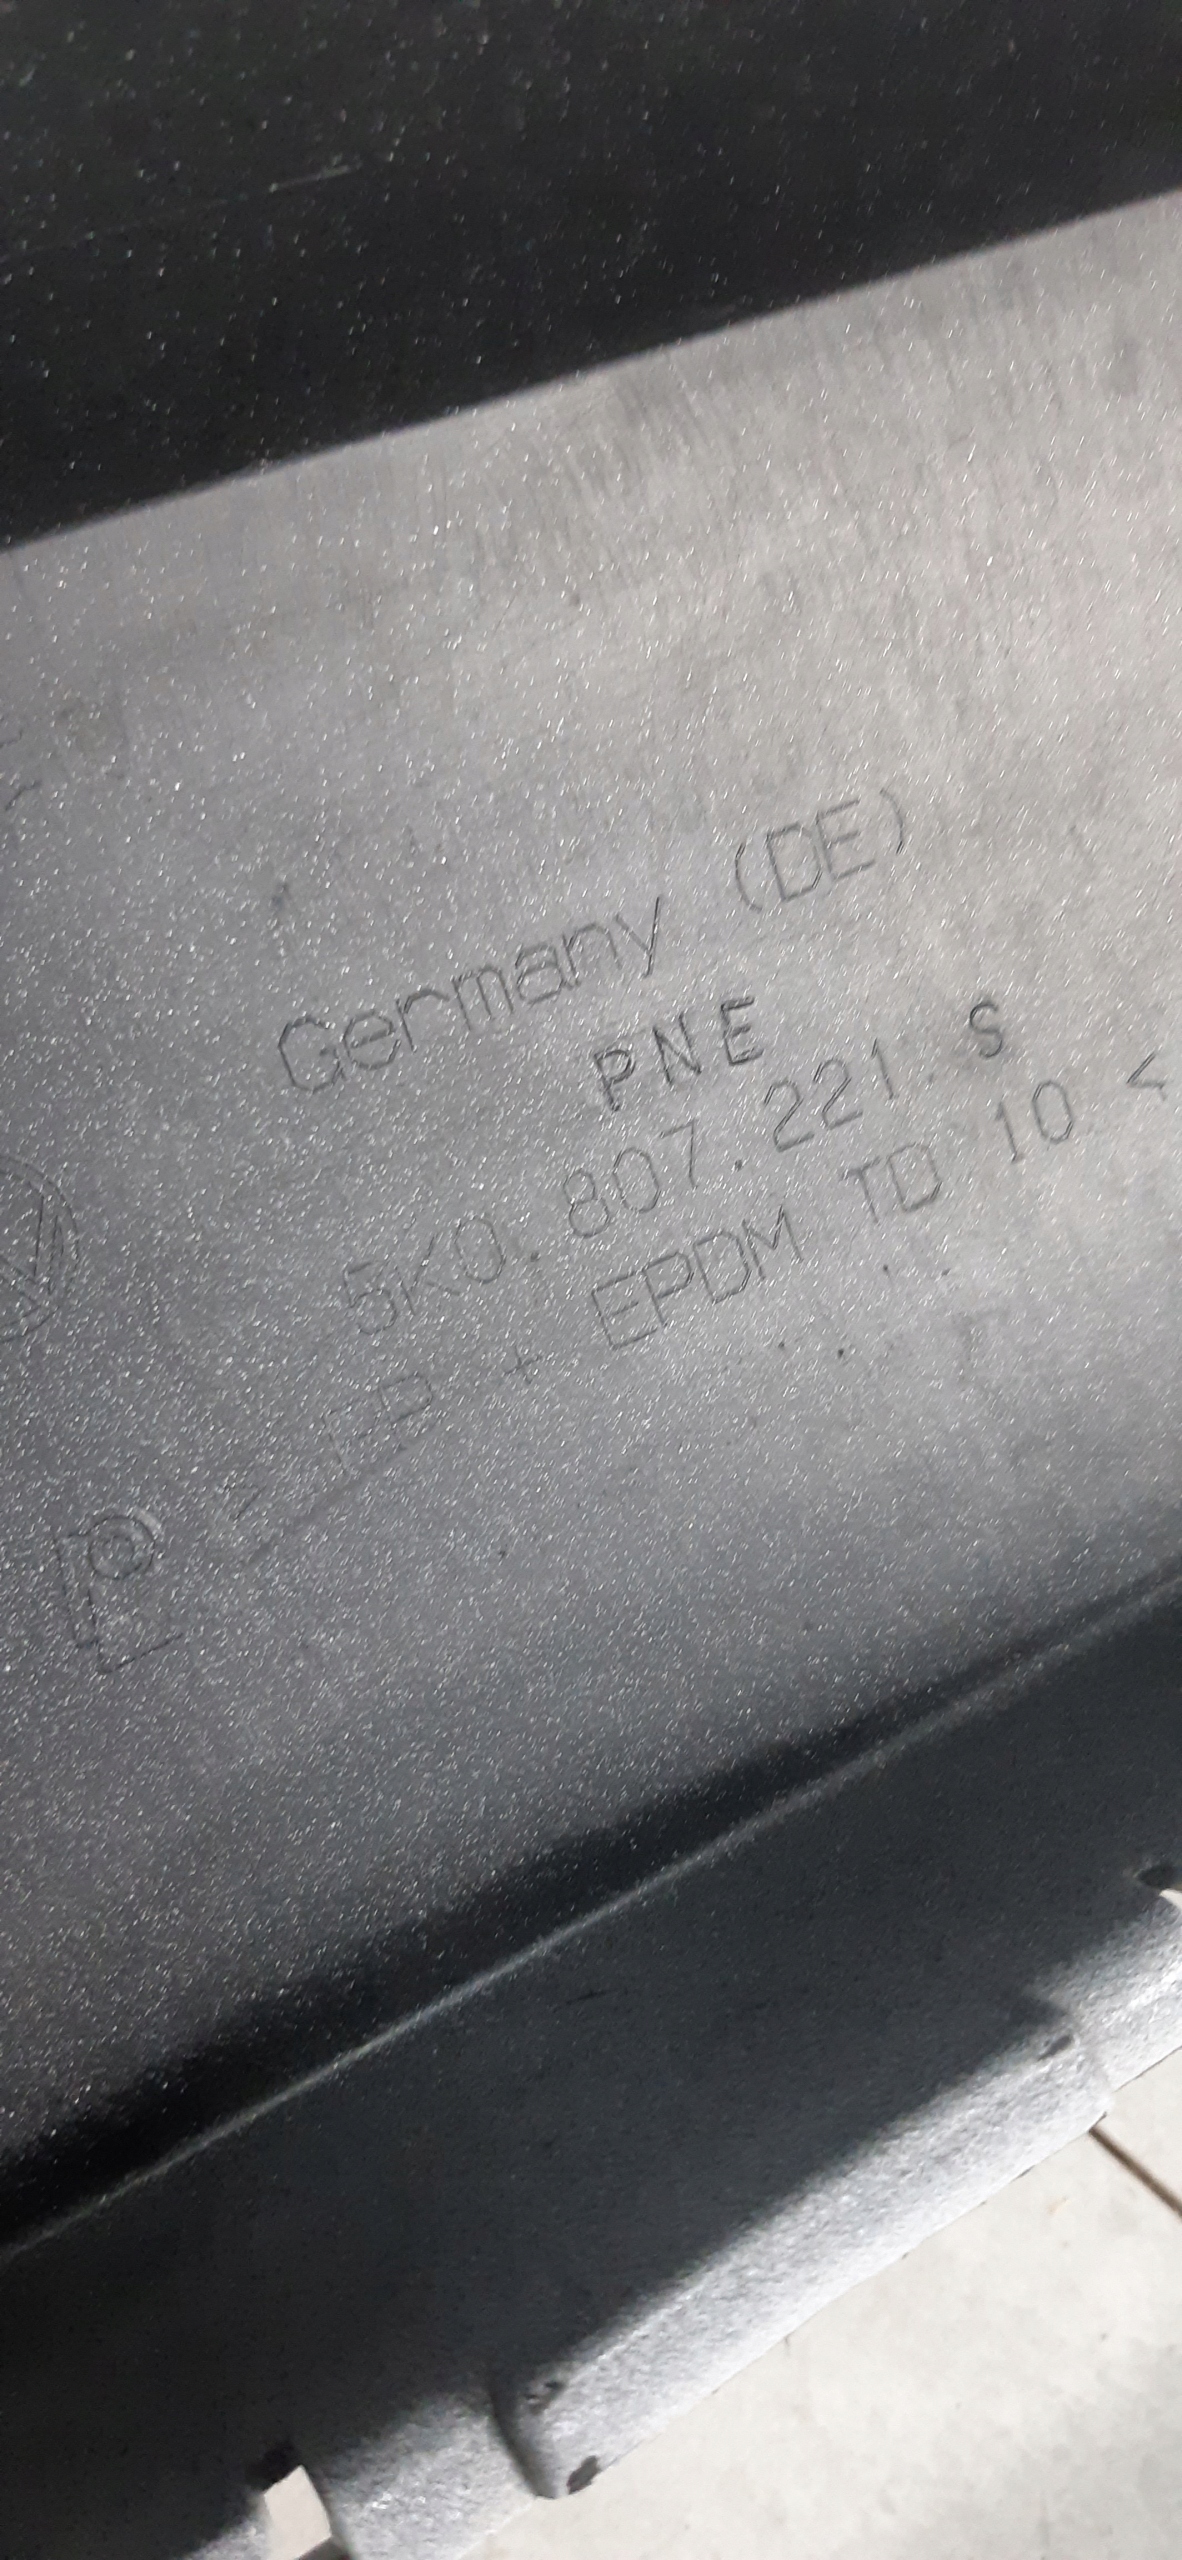 Germany (DE)
PNE
5K0.807.221. S
PP + EPDM TD 10 <